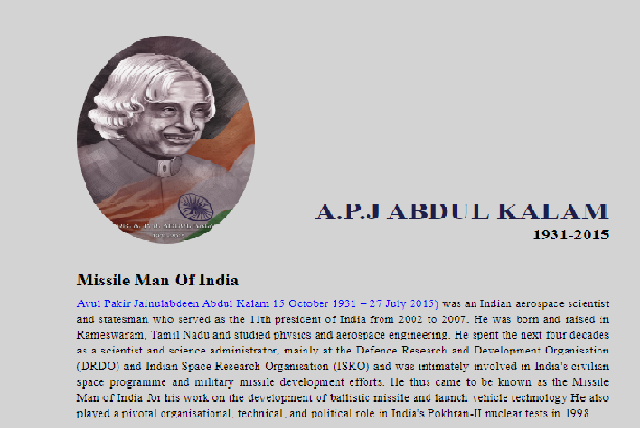 DR. A. P. J. ABDUL KALAM
A.P.J ABDUL KALAM
1931-2015
Missile Man Of India
Avul Pakir Jainulabdeen Abdul Kalam 15 October 1931 – 27 July 2015) was an Indian aerospace scientist
and statesman who served as the 11th president of India from 2002 to 2007. He was born and raised in
Rameswaram, Tamil Nadu and studied physics and aerospace engineering. He spent the next four decades
as a scientist and science administrator, mainly at the Defence Research and Development Organisation
(DRDO) and Indian Space Research Organisation (ISRO) and was intimately involved in India's civilian
space programme and military missile development efforts. He thus came to be known as the Missile
Man of India for his work on the development of ballistic missile and launch vehicle technology He also
played a pivotal organisational, technical, and political role in India's Pokhran-II nuclear tests in 1998